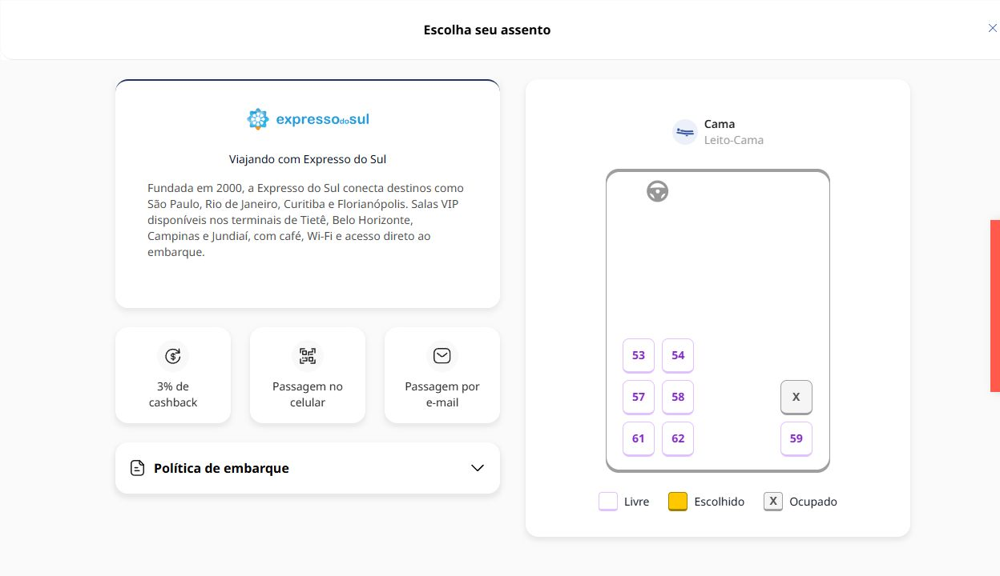 Escolha seu assento
expressodosul
Viajando com Expresso do Sul
Fundada em 2000, a Expresso do Sul conecta destinos como
São Paulo, Rio de Janeiro, Curitiba e Florianópolis. Salas VIP
disponíveis nos terminais de Tietê, Belo Horizonte,
Campinas e Jundiaí, com café, Wi-Fi e acesso direto ao
embarque.
3% de
cashback
Passagem no
celular
Passagem por
e-mail
Política de embarque
Cama
Leito-Cama
53 54
57 58 X
61 62 59
Livre
Escolhido
X Ocupado